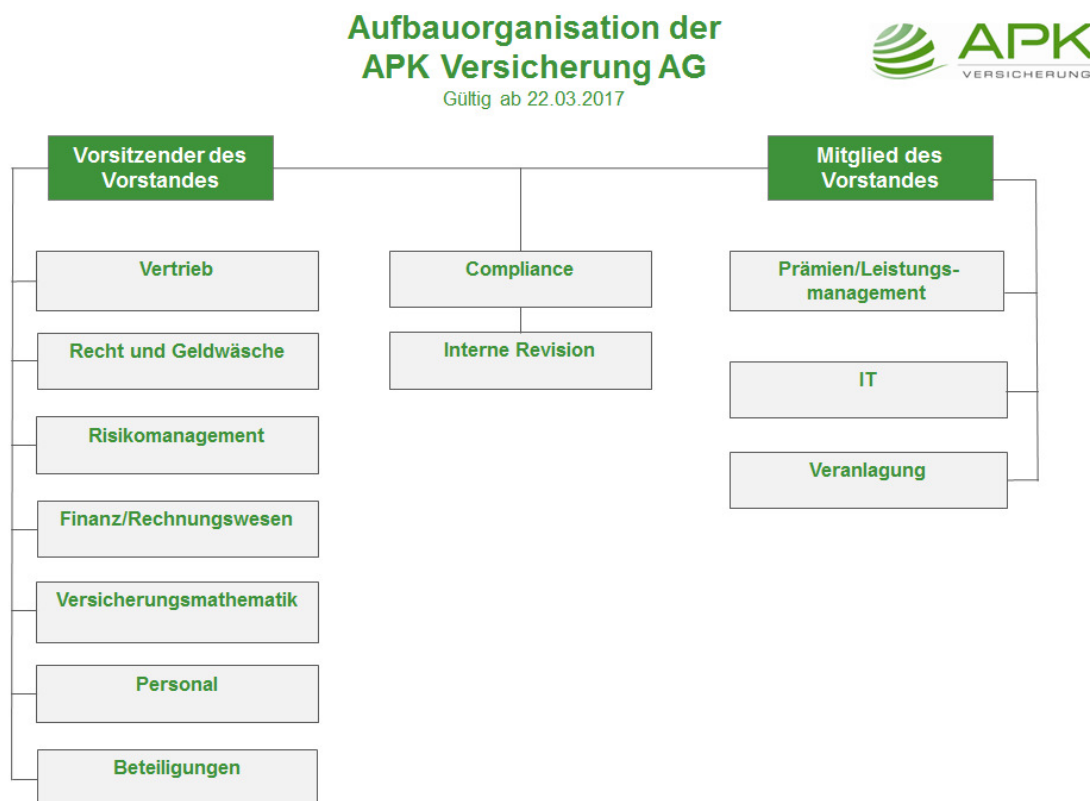 Aufbauorganisation der
APK Versicherung AG
Gültig ab 22.03.2017
APK
VERSICHERUNG
Vorsitzender des
Vorstandes
Mitglied des
Vorstandes
Vertrieb
Compliance
Prämien/Leistungs-
management
Recht und Geldwäsche
Interne Revision
IT
Risikomanagement
Veranlagung
Finanz/Rechnungswesen
Versicherungsmathematik
Personal
Beteiligungen